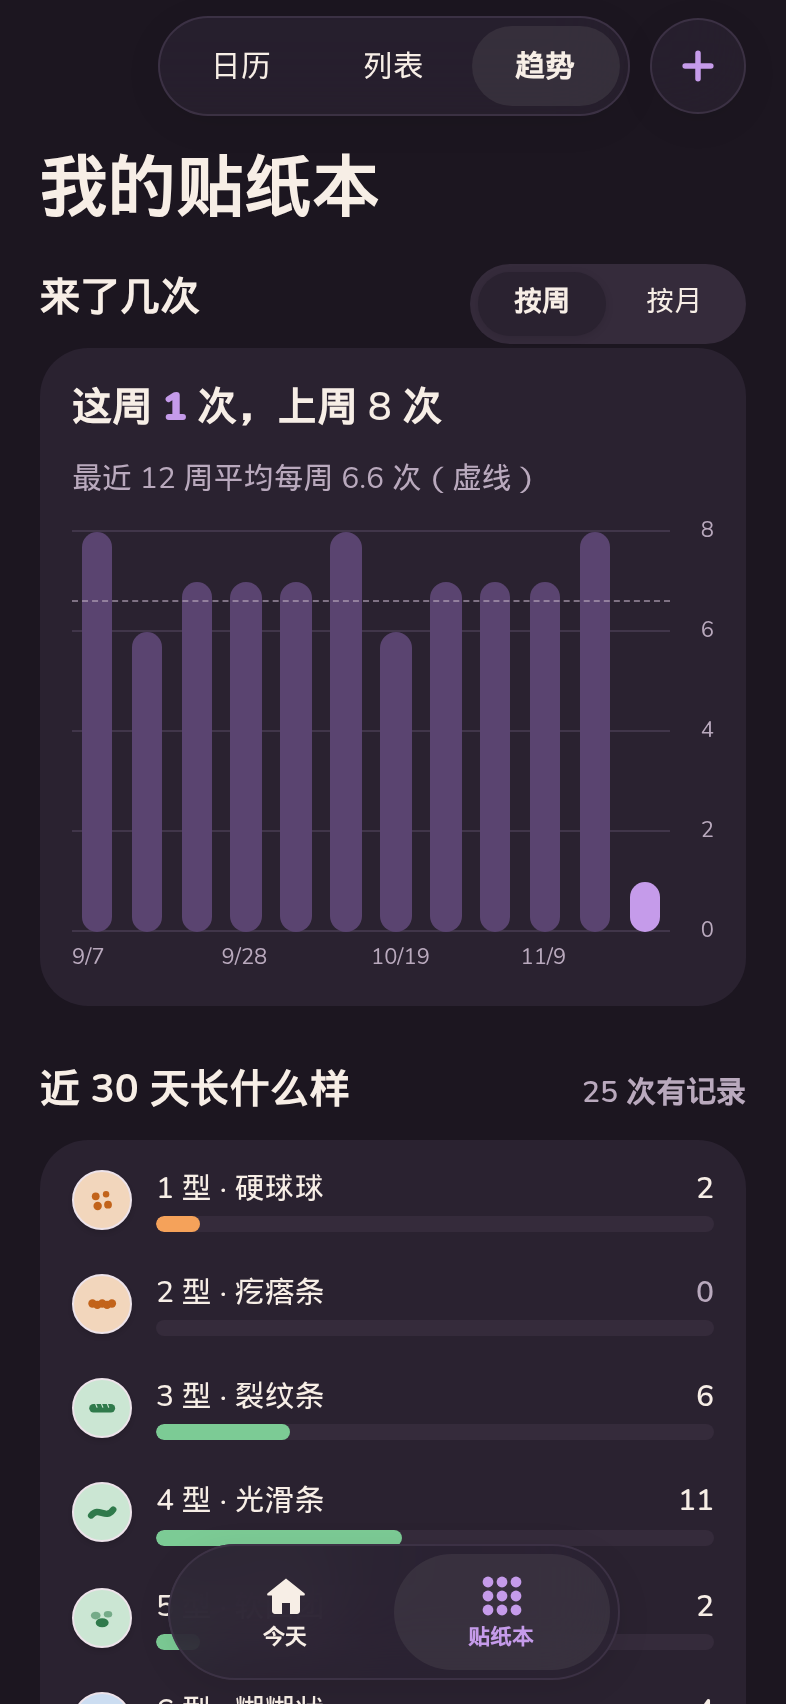 日历 列表 趋势
我的贴纸本
来了几次 按周 按月
这周 1 次，上周 8 次
最近 12 周平均每周 6.6 次（虚线）
8
6
4
2
0
9/7 9/28 10/19 11/9
近 30 天长什么样 25 次有记录
1 型 · 硬球球 2
2 型 · 疙瘩条 0
3 型 · 裂纹条 6
4 型 · 光滑条 11
5 2
今天 贴纸本